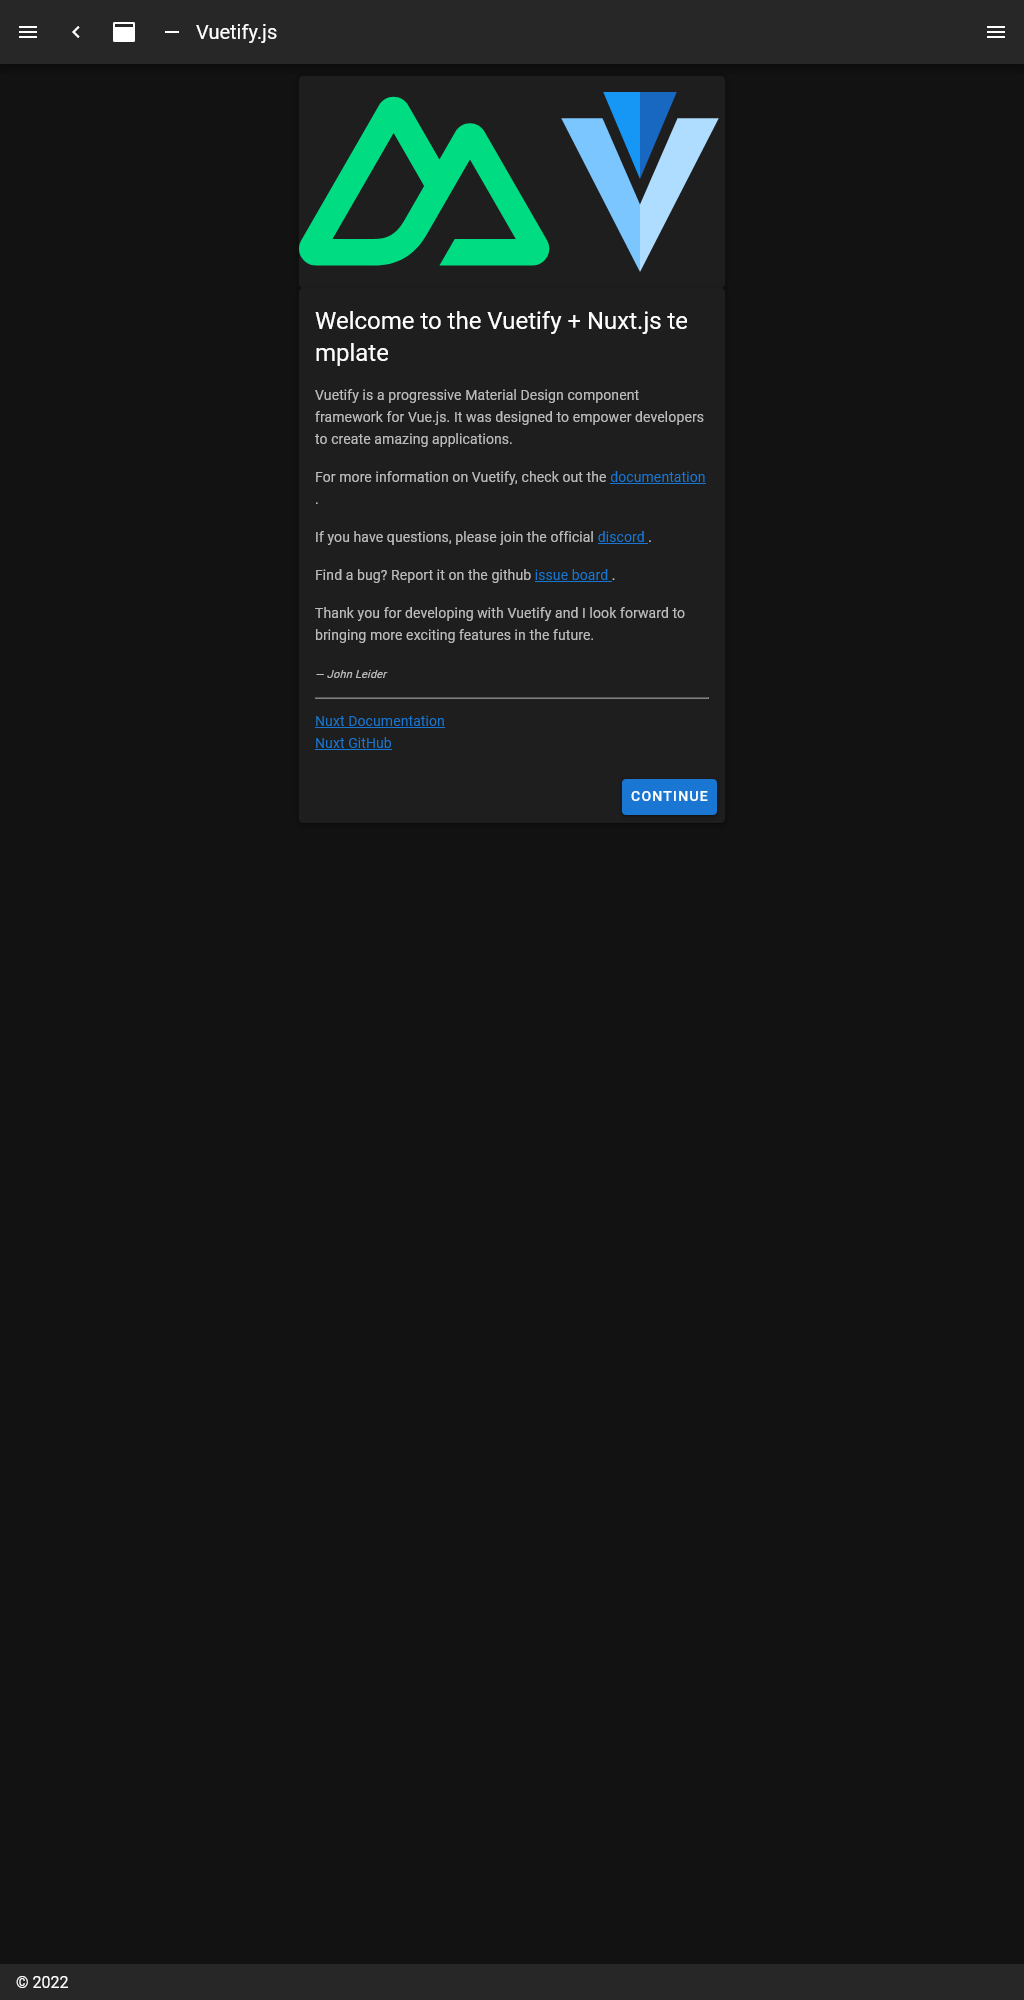 Vuetify.js
Welcome to the Vuetify + Nuxt.js te
mplate
Vuetify is a progressive Material Design component
framework for Vue.js. It was designed to empower developers
to create amazing applications.
For more information on Vuetify, check out the documentation
.
If you have questions, please join the official discord .
Find a bug? Report it on the github issue board .
Thank you for developing with Vuetify and I look forward to
bringing more exciting features in the future.
— John Leider
Nuxt Documentation
Nuxt GitHub
CONTINUE
© 2022